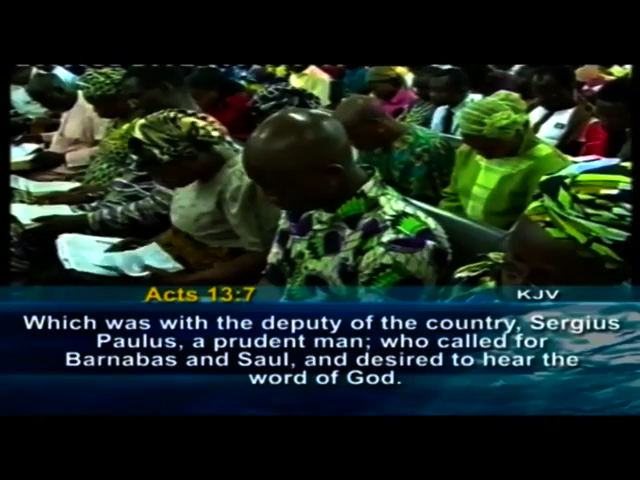 Acts 13:7 KJV
Which was with the deputy of the country, Sergius
Paulus, a prudent man; who called for
Barnabas and Saul, and desired to hear the
word of God.